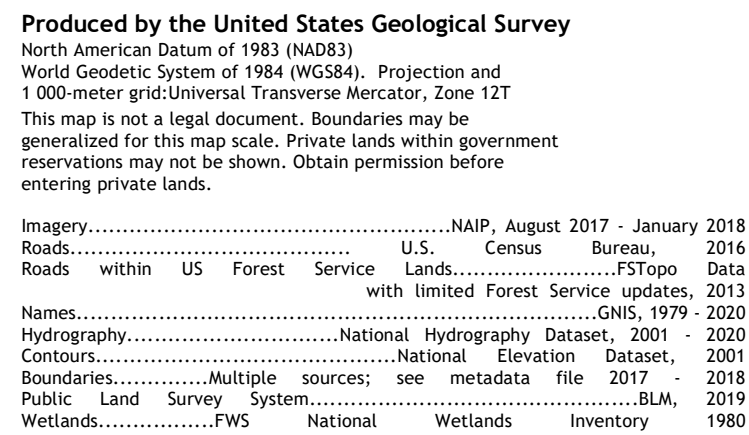 Produced by the United States Geological Survey
North American Datum of 1983 (NAD83)
World Geodetic System of 1984 (WGS84). Projection and
1 000-meter grid:Universal Transverse Mercator, Zone 12T
This map is not a legal document. Boundaries may be
generalized for this map scale. Private lands within government
reservations may not be shown. Obtain permission before
entering private lands.
Imagery.....................................................NAIP, August 2017 - January 2018
Roads......................................... U.S. Census Bureau, 2016
Roads within US Forest Service Lands........................FSTopo Data
with limited Forest Service updates, 2013
Names............................................................................GNIS, 1979 - 2020
Hydrography...............................National Hydrography Dataset, 2001 - 2020
Contours............................................National Elevation Dataset, 2001
Boundaries..............Multiple sources; see metadata file 2017 - 2018
Public Land Survey System................................................BLM, 2019
Wetlands.................FWS National Wetlands Inventory 1980